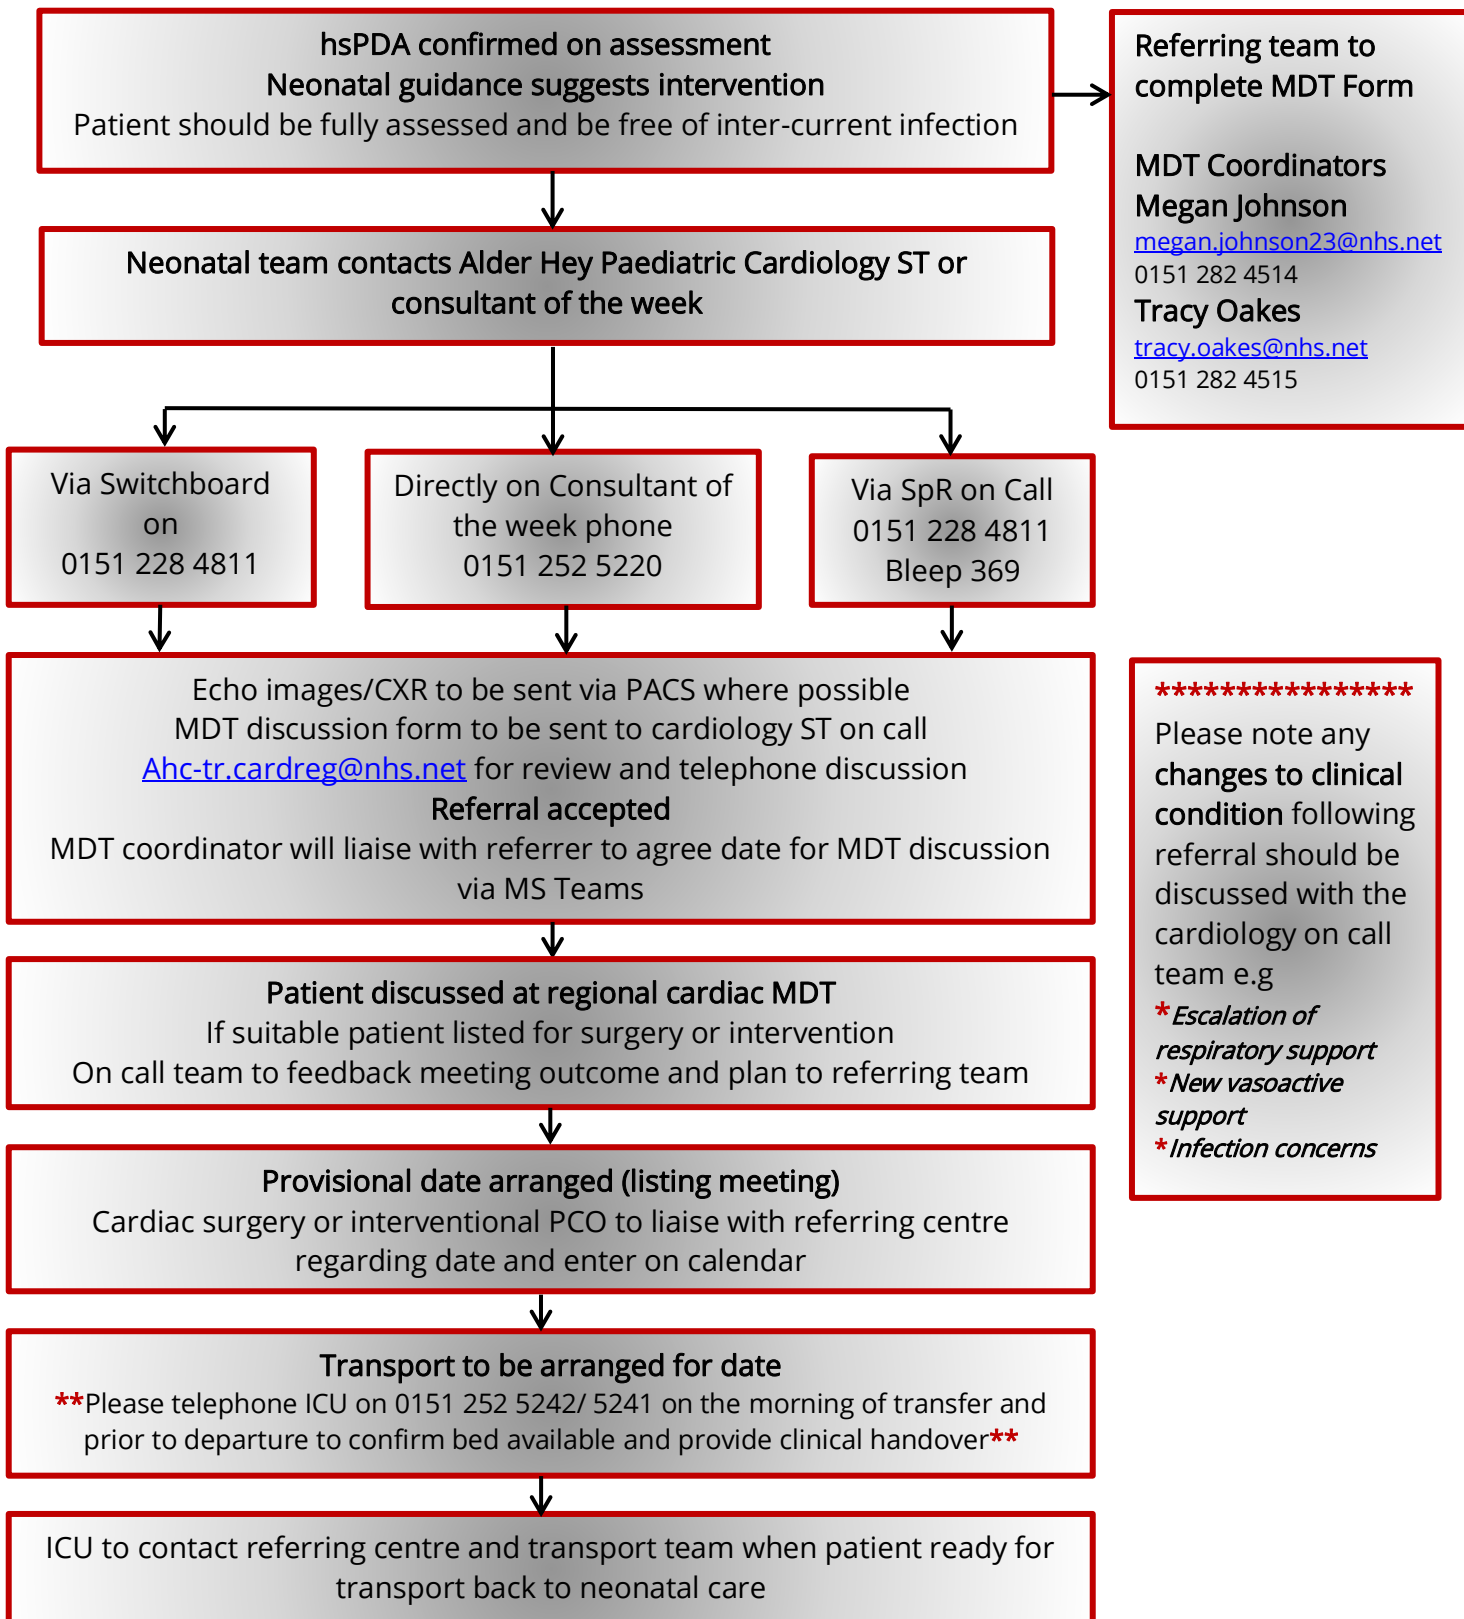 hsPDA confirmed on assessment
Neonatal guidance suggests intervention
Patient should be fully assessed and be free of inter-current infection
Referring team to
complete MDT Form
MDT Coordinators
Megan Johnson
megan.johnson23@nhs.net
0151 282 4514
Tracy Oakes
tracy.oakes@nhs.net
0151 282 4515
Neonatal team contacts Alder Hey Paediatric Cardiology ST or
consultant of the week
Via Switchboard
on
0151 228 4811
Directly on Consultant of
the week phone
0151 252 5220
Via SpR on Call
0151 228 4811
Bleep 369
Echo images/CXR to be sent via PACS where possible
MDT discussion form to be sent to cardiology ST on call
Ahc-tr.cardreg@nhs.net for review and telephone discussion
Referral accepted
MDT coordinator will liaise with referrer to agree date for MDT discussion
via MS Teams
****************
Please note any
changes to clinical
condition following
referral should be
discussed with the
cardiology on call
team e.g
*Escalation of
respiratory support
*New vasoactive
support
*Infection concerns
Patient discussed at regional cardiac MDT
If suitable patient listed for surgery or intervention
On call team to feedback meeting outcome and plan to referring team
Provisional date arranged (listing meeting)
Cardiac surgery or interventional PCO to liaise with referring centre
regarding date and enter on calendar
Transport to be arranged for date
**Please telephone ICU on 0151 252 5242/ 5241 on the morning of transfer and
prior to departure to confirm bed available and provide clinical handover**
ICU to contact referring centre and transport team when patient ready for
transport back to neonatal care